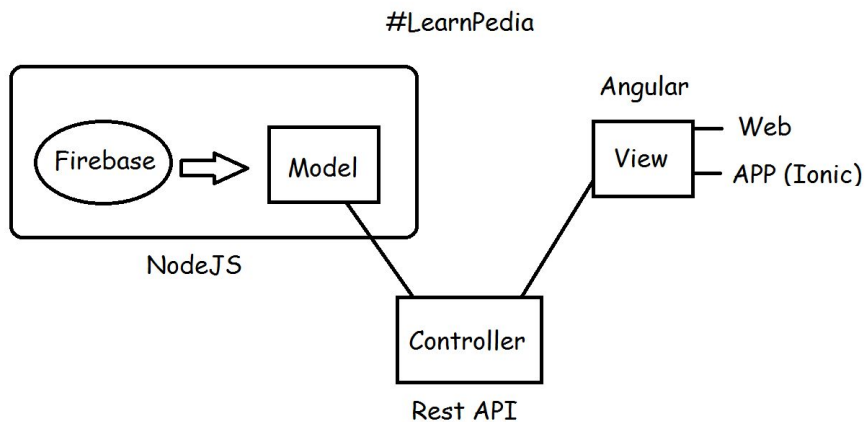 #LearnPedia
Angular
Web
Firebase
Model
View
APP (Ionic)
NodeJS
Controller
Rest API